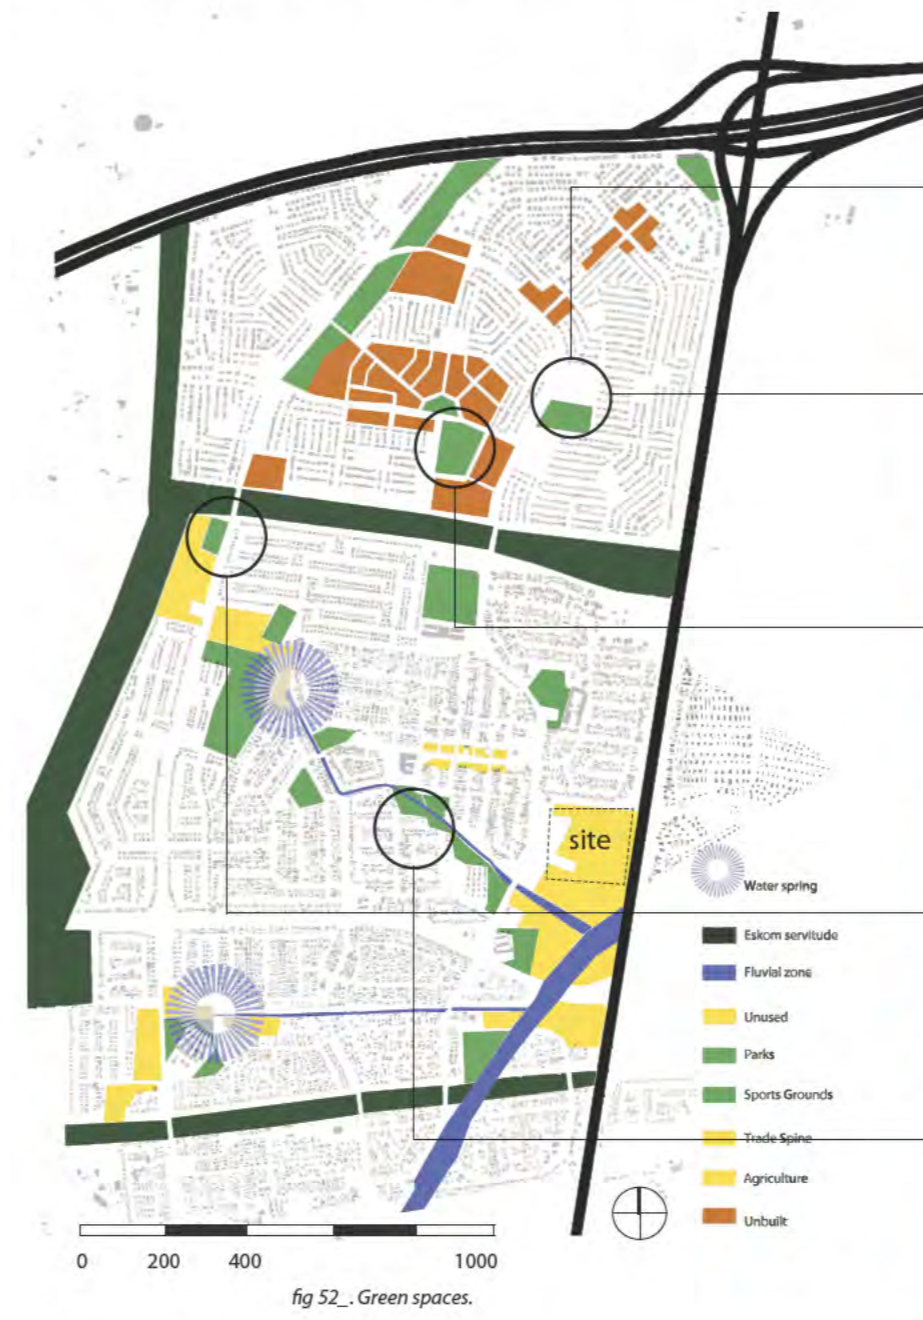 site
Water spring
Eskom servitude
Fluvial zone
Unused
Parks
Sports Grounds
Trade Spine
Agriculture
Unbuilt
0 200 400 1000
fig 52_. Green spaces.